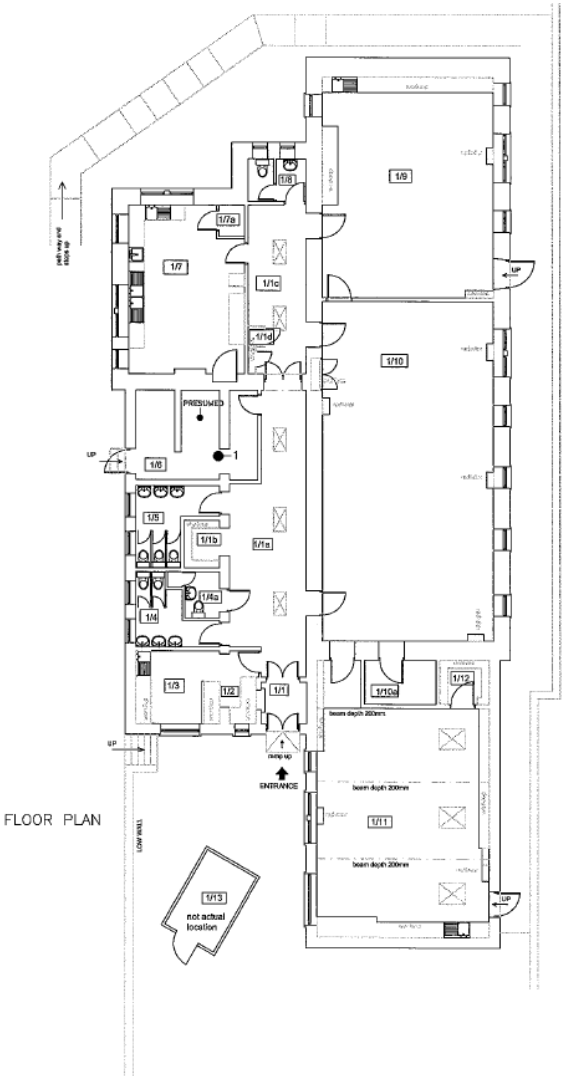 1/9
1/8
1/7a
path way and
steps up
1/7
1/1c
UP
1/1d
1/10
radiator
PRESUMED
UP
1/6
1
1/5
1/1b
1/1a
1/4a
1/4
1/3
1/2
1/1
1/10a
1/12
UP
ramp up
beam depth 200mm
ENTRANCE
beam depth 200mm
FLOOR PLAN
LOW WALL
1/11
beam depth 200mm
1/13
not actual
location
UP